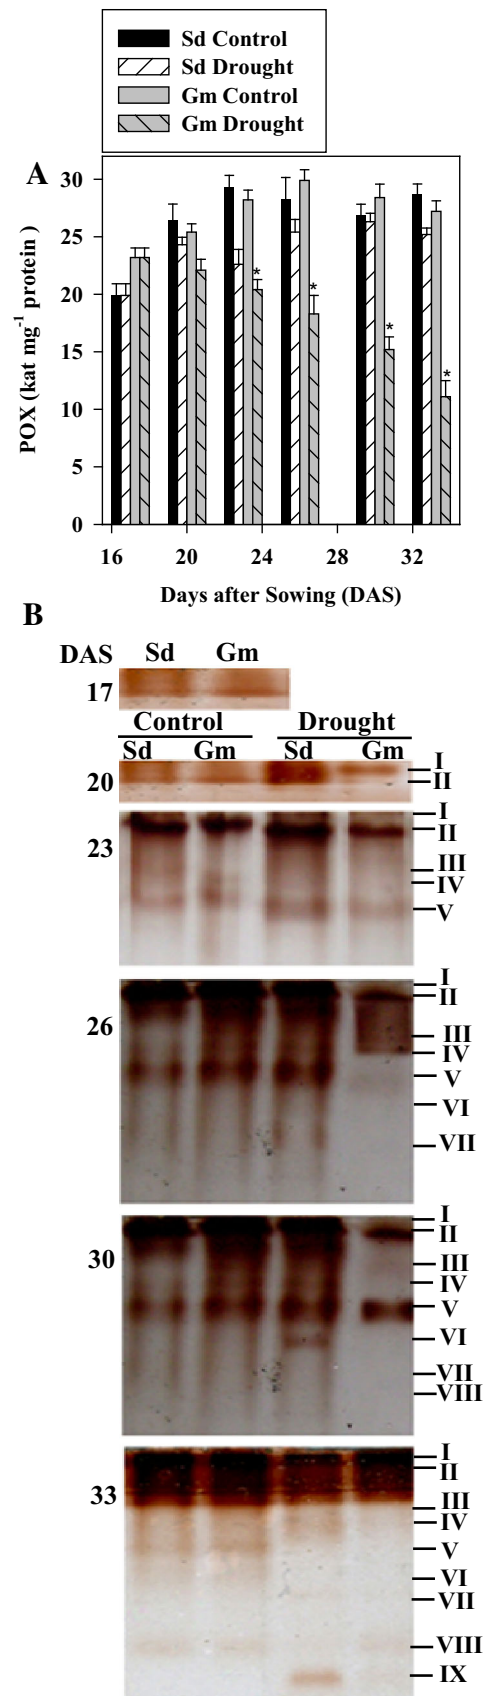 Sd Control
Sd Drought
Gm Control
Gm Drought
A
30
25
20
15
10
5
0
POX (kat mg-1 protein )
*
*
*
*
16 20 24 28 32
Days after Sowing (DAS)
B
DAS Sd Gm
17
Control Drought
Sd Gm Sd Gm
20
I
II
23
I
II
III
IV
V
26
I
II
III
IV
V
VI
VII
30
I
II
III
IV
V
VI
VII
VIII
33
I
II
III
IV
V
VI
VII
VIII
IX